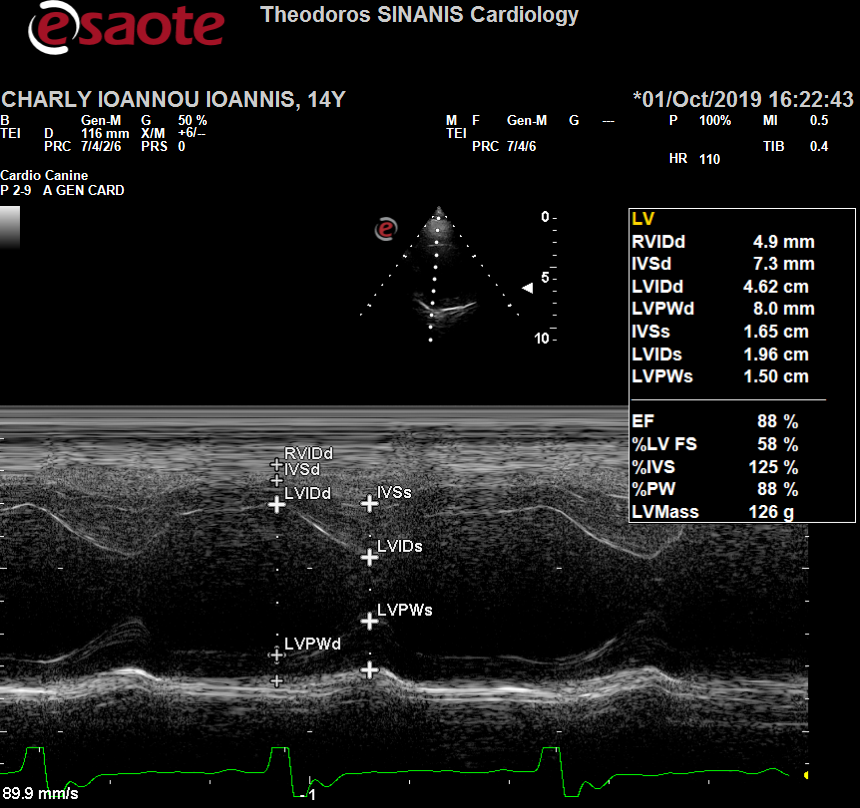 esaote
Theodoros SINANIS Cardiology
CHARLY IOANNOU IOANNIS, 14Y *01/Oct/2019 16:22:43
B Gen-M G 50 % M F Gen-M G --- P 100% MI 0.5
TEI D 116 mm X/M +6/-- TEI
PRC 7/4/2/6 PRS 0 PRC 7/4/6 TIB 0.4
HR 110
Cardio Canine
P 2-9 A GEN CARD
e
0
5
10
LV
RVIDd 4.9 mm
IVSd 7.3 mm
LVIDd 4.62 cm
LVPWd 8.0 mm
IVSs 1.65 cm
LVIDs 1.96 cm
LVPWs 1.50 cm
EF 88 %
%LV FS 58 %
%IVS 125 %
%PW 88 %
LVMass 126 g
RVIDd
IVSd
LVIDd
IVSs
LVIDs
LVPWs
LVPWd
89.9 mm/s
-1